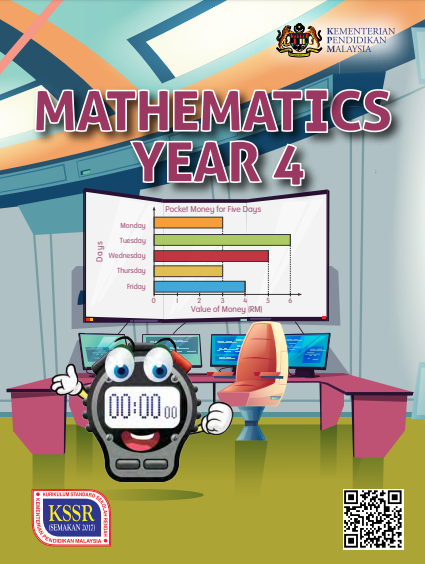 KEMENTERIAN
PENDIDIKAN
MALAYSIA
MATHEMATICS
YEAR 4
Pocket Money for Five Days
Days
Monday
Tuesday
Wednesday
Thursday
Friday
0 1 2 3 4 5 6
Value of Money (RM)
00:00 00
KURIKULUM STANDARD SEKOLAH RENDAH
KSSR
(SEMAKAN 2017)
KEMENTERIAN PENDIDIKAN MALAYSIA